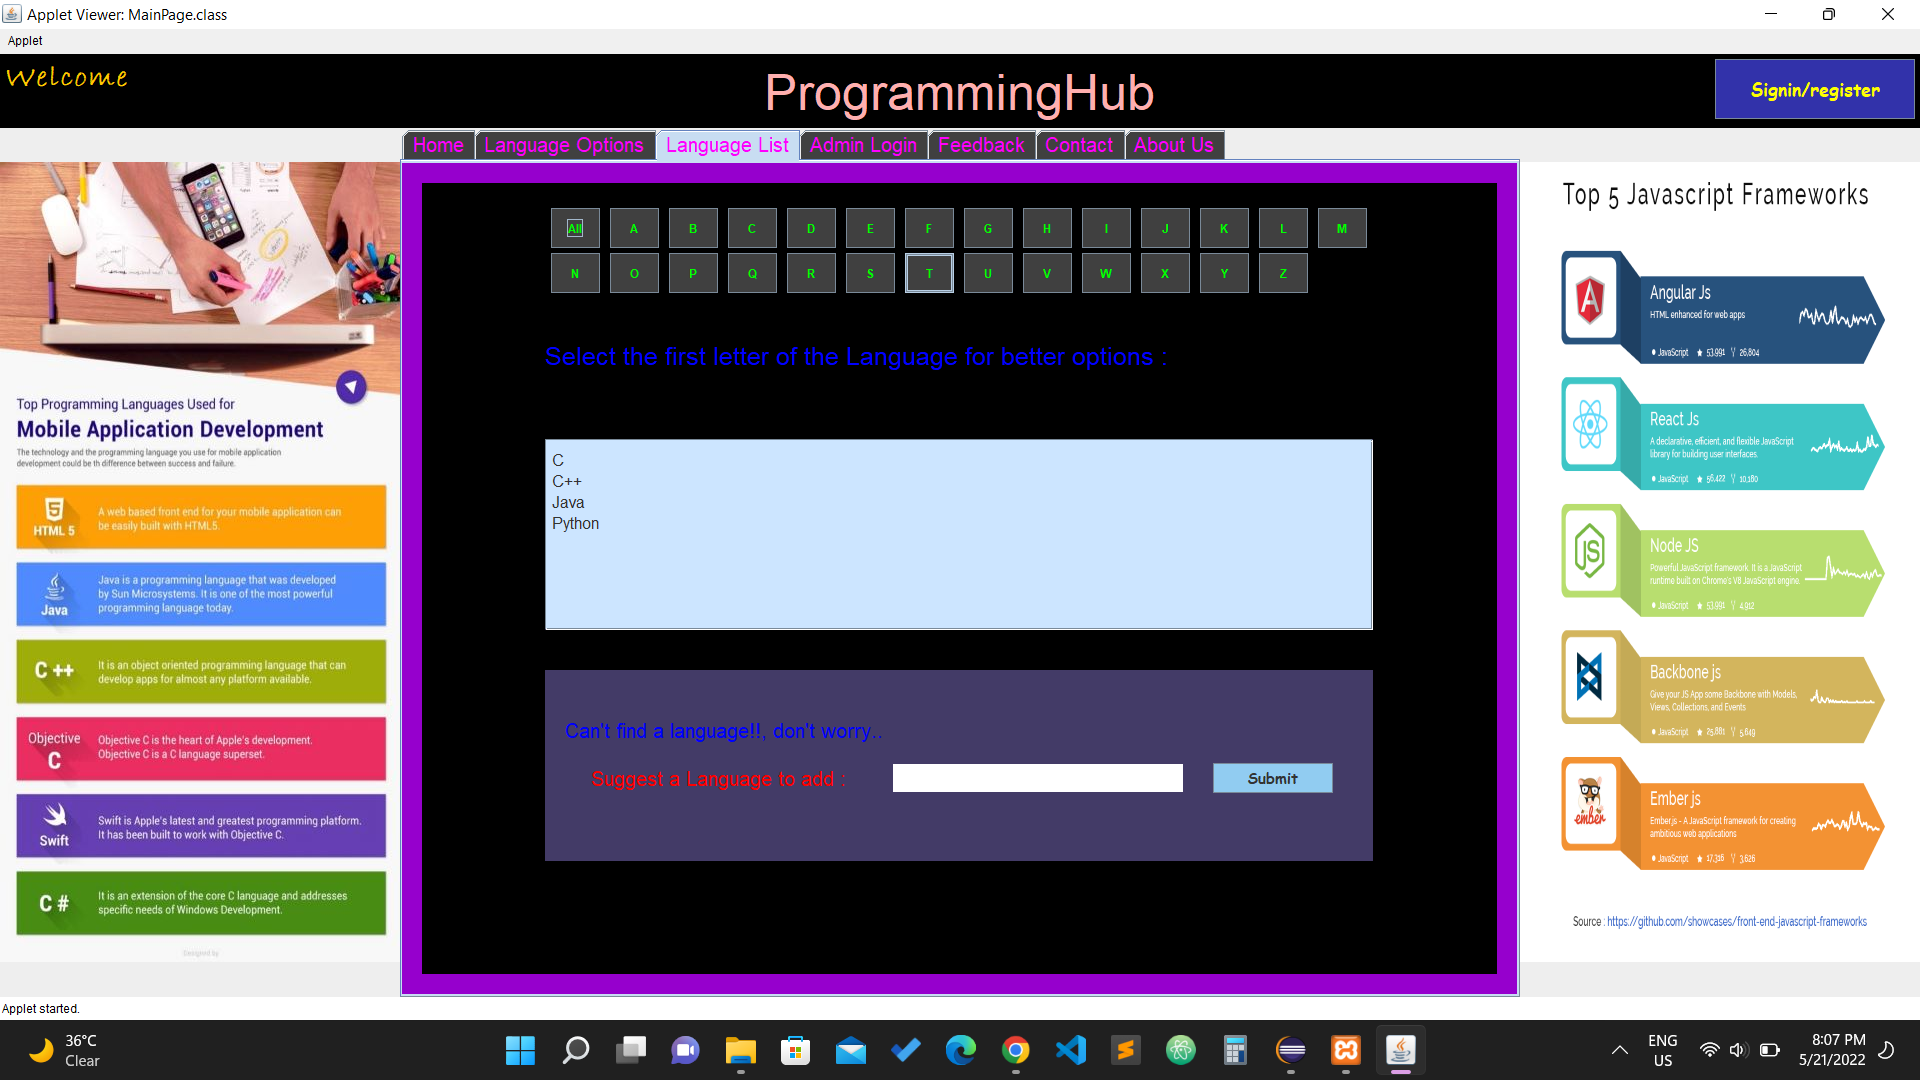 Applet Viewer: MainPage.class
Applet
Welcome
ProgrammingHub
Signin/register
Home Language Options Language List Admin Login Feedback Contact About Us
Top Programming Languages Used for
Mobile Application Development
The technology and the programming language you use for mobile application
development could be th difference between success and failure.
HTML 5
A web based front end for your mobile application can
be easily built with HTML5.
Java
Java is a programming language that was developed
by Sun Microsystems. It is one of the most powerful
programming language today.
C ++
It is an object oriented programming language that can
develop apps for almost any platform available.
Objective
C
Objective C is the heart of Apple's development.
Objective C is a C language superset.
Swift
Swift is Apple's latest and greatest programming platform.
It has been built to work with Objective C.
C #
It is an extension of the core C language and addresses
specific needs of Windows Development.
Designed by
All A B C D E F G H I J K L M
N O P Q R S T U V W X Y Z
Select the first letter of the Language for better options :
C
C++
Java
Python
Can't find a language!!, don't worry..
Suggest a Language to add :
Submit
Top 5 Javascript Frameworks
Angular Js
HTML enhanced for web apps
JavaScript 53,991 26,804
React Js
A declarative, efficient, and flexible JavaScript
library for building user interfaces.
JavaScript 56,422 10,180
JS
Node JS
Powerful JavaScript framework. It is a JavaScript
runtime built on Chrome's V8 JavaScript engine.
JavaScript 53,991 4,912
Backbone js
Give your JS App some Backbone with Models,
Views, Collections, and Events
JavaScript 25,881 5,649
ember
Ember js
Ember.js - A JavaScript framework for creating
ambitious web applications
JavaScript 17,316 3,626
Source : https://github.com/showcases/front-end-javascript-frameworks
Applet started.
36°C
Clear
ENG
US
8:07 PM
5/21/2022